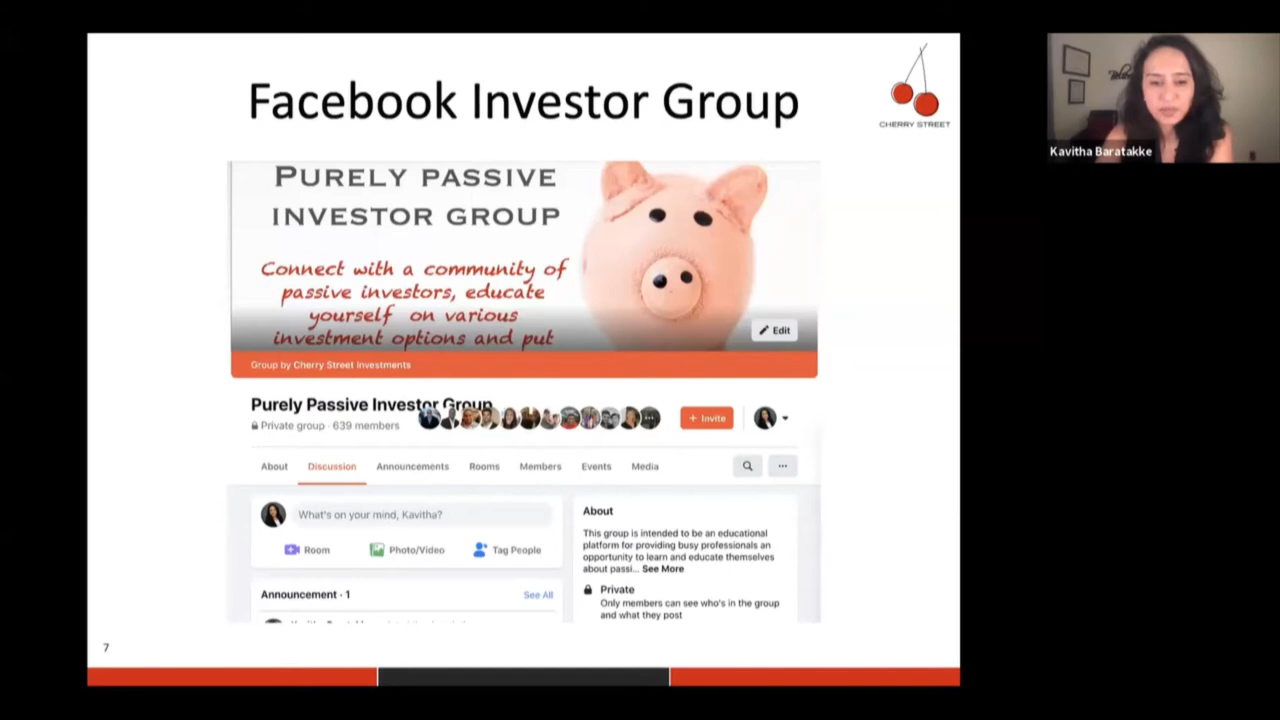 Facebook Investor Group
CHERRY STREET
Kavitha Baratakke
PURELY PASSIVE
INVESTOR GROUP
Connect with a community of
passive investors, educate
yourself on various
investment options and put
Edit
Group by Cherry Street Investments
Purely Passive Investor Group
Private group · 639 members
+ Invite
About Discussion Announcements Rooms Members Events Media
What's on your mind, Kavitha?
Room Photo/Video Tag People
Announcement · 1
See All
About
This group is intended to be an educational
platform for providing busy professionals an
opportunity to learn and educate themselves
about passi... See More
Private
Only members can see who's in the group
and what they post
7